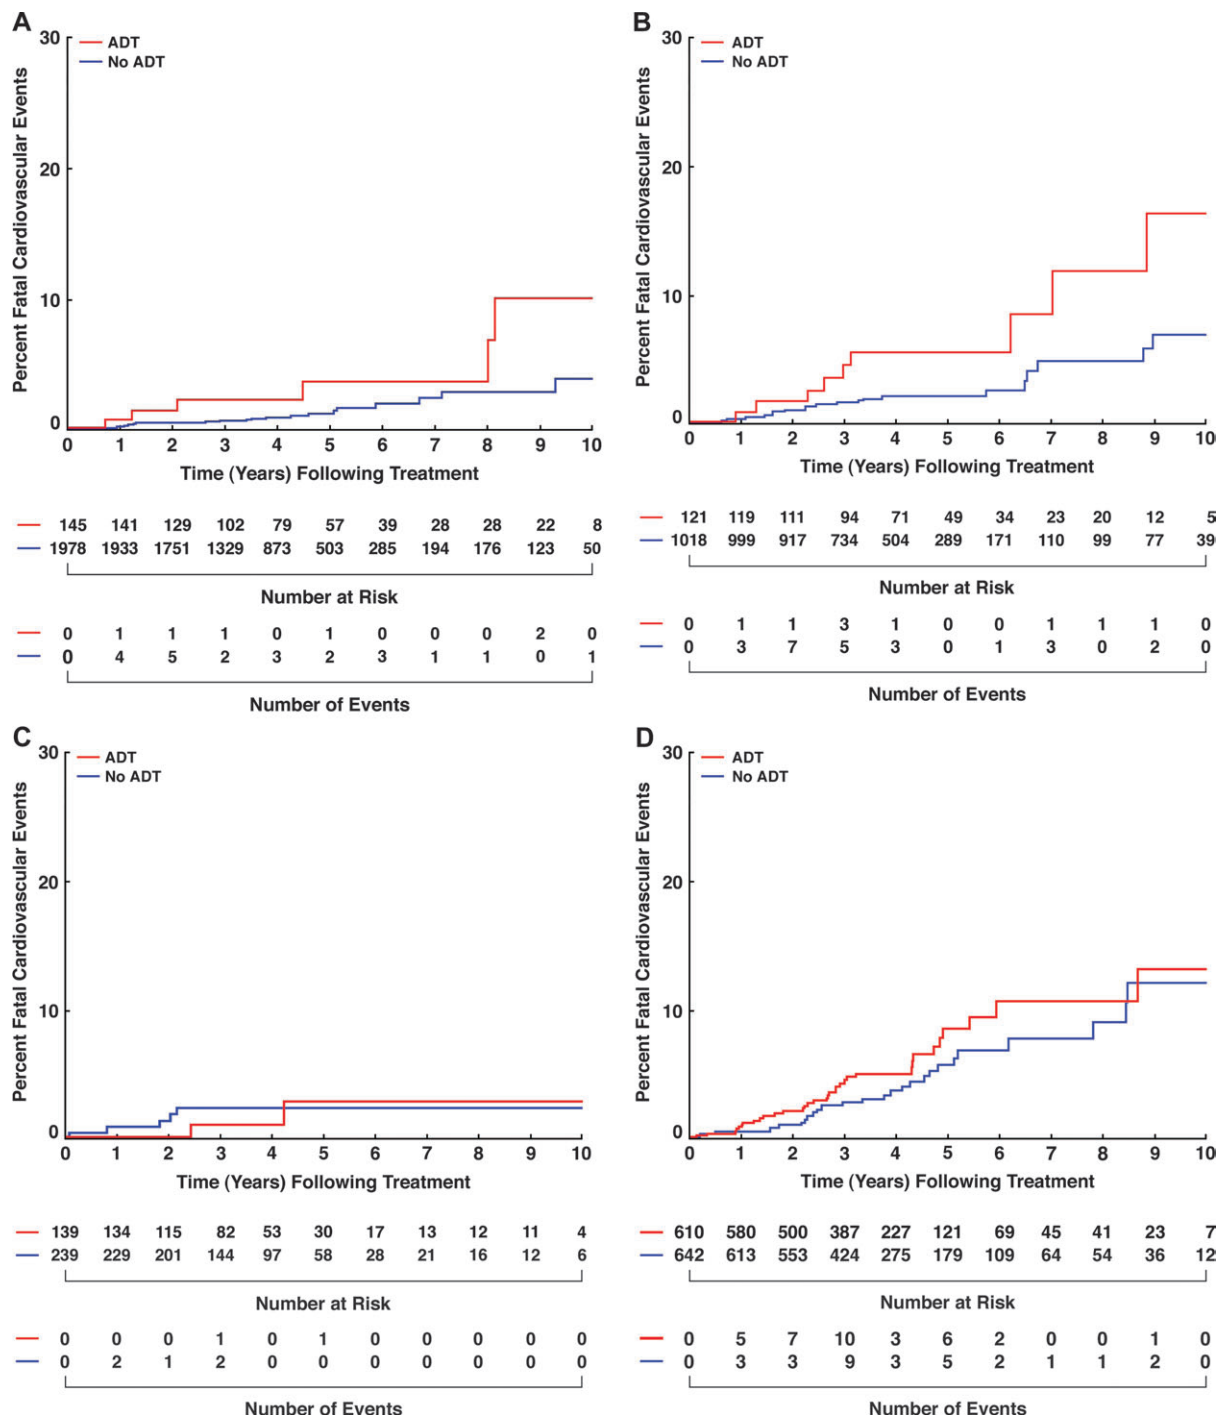 A
30
ADT
No ADT
20
10
0
Percent Fatal Cardiovascular Events
0 1 2 3 4 5 6 7 8 9 10
Time (Years) Following Treatment
145 141 129 102 79 57 39 28 28 22 8
1978 1933 1751 1329 873 503 285 194 176 123 50
Number at Risk
0 1 1 1 0 1 0 0 0 2 0
0 4 5 2 3 2 3 1 1 0 1
Number of Events
B
30
ADT
No ADT
20
10
0
Percent Fatal Cardiovascular Events
0 1 2 3 4 5 6 7 8 9 10
Time (Years) Following Treatment
121 119 111 94 71 49 34 23 20 12 5
1018 999 917 734 504 289 171 110 99 77 390
Number at Risk
0 1 1 3 1 0 0 1 1 1 0
0 3 7 5 3 0 1 3 0 2 0
Number of Events
C
30
ADT
No ADT
20
10
0
Percent Fatal Cardiovascular Events
0 1 2 3 4 5 6 7 8 9 10
Time (Years) Following Treatment
139 134 115 82 53 30 17 13 12 11 4
239 229 201 144 97 58 28 21 16 12 6
Number at Risk
0 0 0 1 0 1 0 0 0 0 0
0 2 1 2 0 0 0 0 0 0 0
Number of Events
D
30
ADT
No ADT
20
10
0
Percent Fatal Cardiovascular Events
0 1 2 3 4 5 6 7 8 9 10
Time (Years) Following Treatment
610 580 500 387 227 121 69 45 41 23 7
642 613 553 424 275 179 109 64 54 36 12
Number at Risk
0 5 7 10 3 6 2 0 0 1 0
0 3 3 9 3 5 2 1 1 2 0
Number of Events